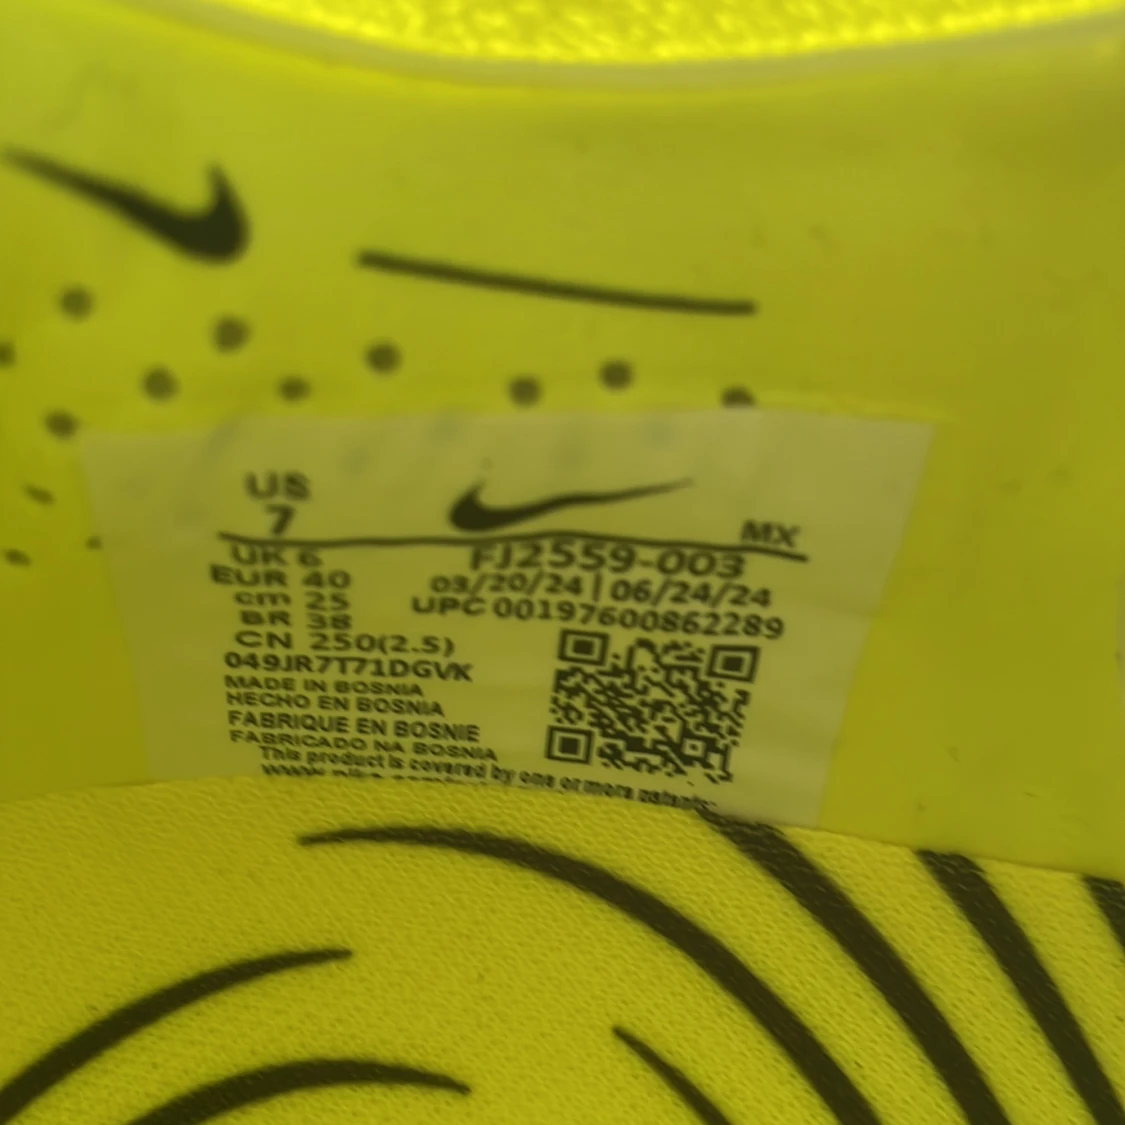 US
7
MX
UK 6
FJ2559-003
EUR 40
03/20/24 | 06/24/24
cm 25
UPC 00197600862289
BR 38
CN 250(2.5)
049JR7T71DGVK
MADE IN BOSNIA
HECHO EN BOSNIA
FABRIQUE EN BOSNIE
FABRICADO NA BOSNIA
This product is covered by one or more patents: